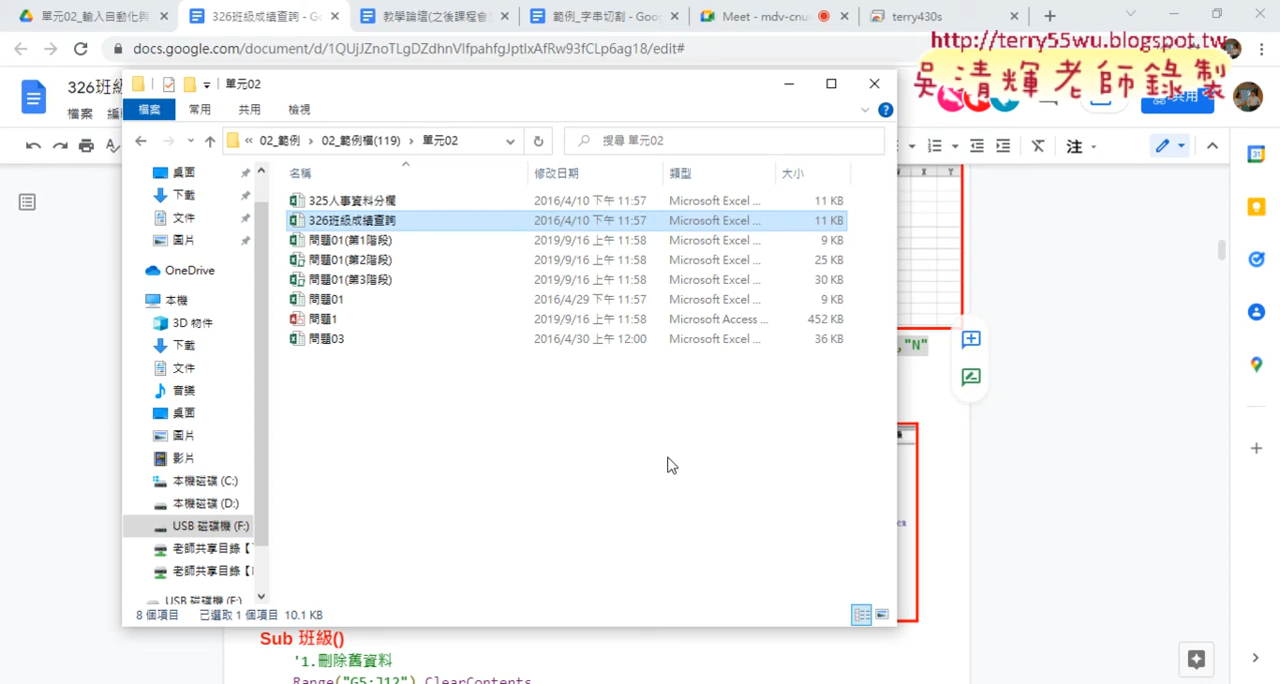 單元02_輸入自動化與
326班級成績查詢 - Go
教學論壇(之後課程會
範例_字串切割 - Goog
Meet - mdv-cnu
terry430s
docs.google.com/document/d/1QUjJZnoTLgDZdhnVlfpahfgJptlxAfRw93fCLp6ag18/edit#
http://terry55wu.blogspot.tw
吳清輝老師錄製
326班級
檔案
共用
單元02
檔案 常用 共用 檢視
« 02_範例 › 02_範例檔(119) › 單元02
搜尋 單元02
注
名稱 修改日期 類型 大小
325人事資料分欄 2016/4/10 下午 11:57 Microsoft Excel ... 11 KB
326班級成績查詢 2016/4/10 下午 11:57 Microsoft Excel ... 11 KB
問題01(第1階段) 2019/9/16 上午 11:58 Microsoft Excel ... 9 KB
問題01(第2階段) 2019/9/16 上午 11:58 Microsoft Excel ... 25 KB
問題01(第3階段) 2019/9/16 上午 11:58 Microsoft Excel ... 30 KB
問題01 2016/4/29 下午 11:57 Microsoft Excel ... 9 KB
問題1 2019/9/16 上午 11:58 Microsoft Access ... 452 KB
問題03 2016/4/30 上午 12:00 Microsoft Excel ... 36 KB
桌面
下載
文件
圖片
OneDrive
本機
3D 物件
下載
文件
音樂
桌面
圖片
影片
本機磁碟 (C:)
本機磁碟 (D:)
USB 磁碟機 (F:)
老師共享目錄【
老師共享目錄【
USB 磁碟機 (F:)
8 個項目 已選取 1 個項目 10.1 KB
,"N"
Sub 班級()
'1.刪除舊資料
Range("G5:J12").ClearContents